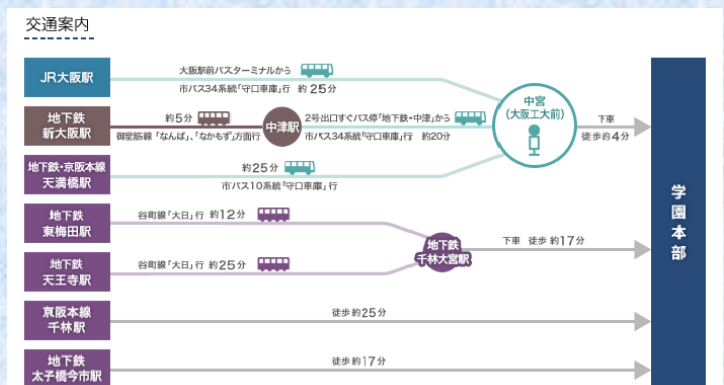 交通案内
JR大阪駅
大阪駅前バスターミナルから
市バス34系統「守口車庫」行 約25分
地下鉄
新大阪駅
約5分
御堂筋線「なんば」、「なかもず」方面行
中津駅
2号出口すぐバス停「地下鉄・中津」から
市バス34系統「守口車庫」行 約20分
中宮
(大阪工大前)
下車
徒歩約4分
地下鉄・京阪本線
天満橋駅
約25分
市バス10系統「守口車庫」行
地下鉄
東梅田駅
谷町線「大日」行 約12分
地下鉄
千林大宮駅
下車 徒歩 約17分
地下鉄
天王寺駅
谷町線「大日」行 約25分
京阪本線
千林駅
徒歩約25分
地下鉄
太子橋今市駅
徒歩約17分
学園本部